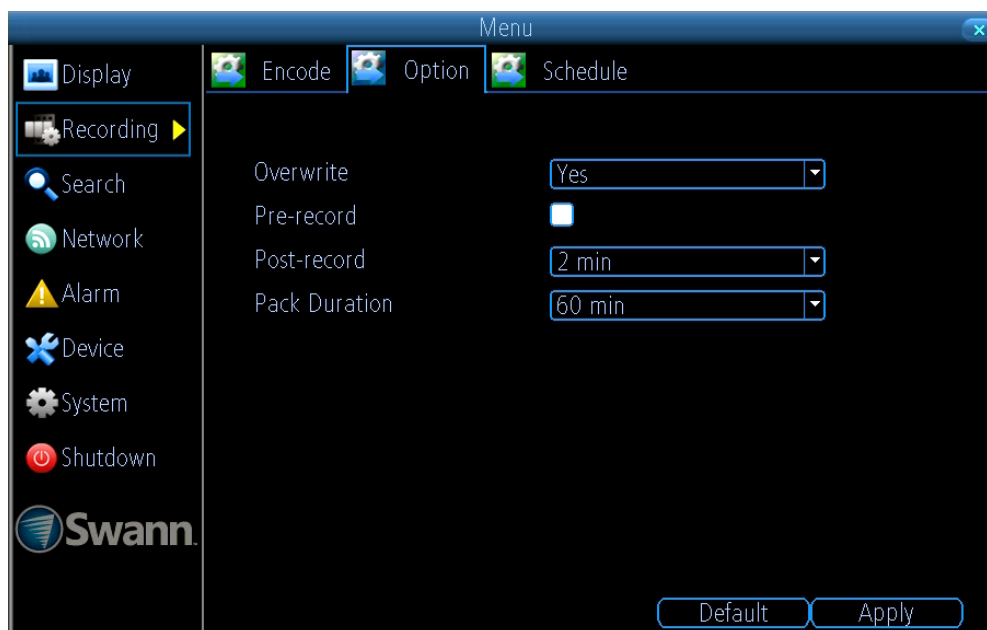 Menu
Display
Recording
Search
Network
Alarm
Device
System
Shutdown
Swann.
Encode
Option
Schedule
Overwrite
Yes
Pre-record
Post-record
2 min
Pack Duration
60 min
Default
Apply